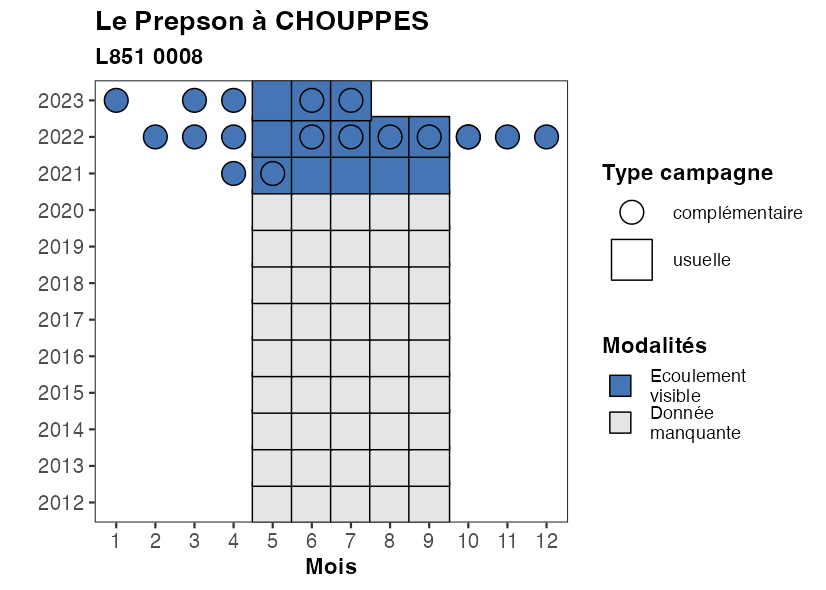 Le Prepson à CHOUPPES
L851 0008
2023
2022
2021
2020
2019
2018
2017
2016
2015
2014
2013
2012
1 2 3 4 5 6 7 8 9 10 11 12
Mois
Type campagne
complémentaire
usuelle
Modalités
Ecoulement
visible
Donnée
manquante